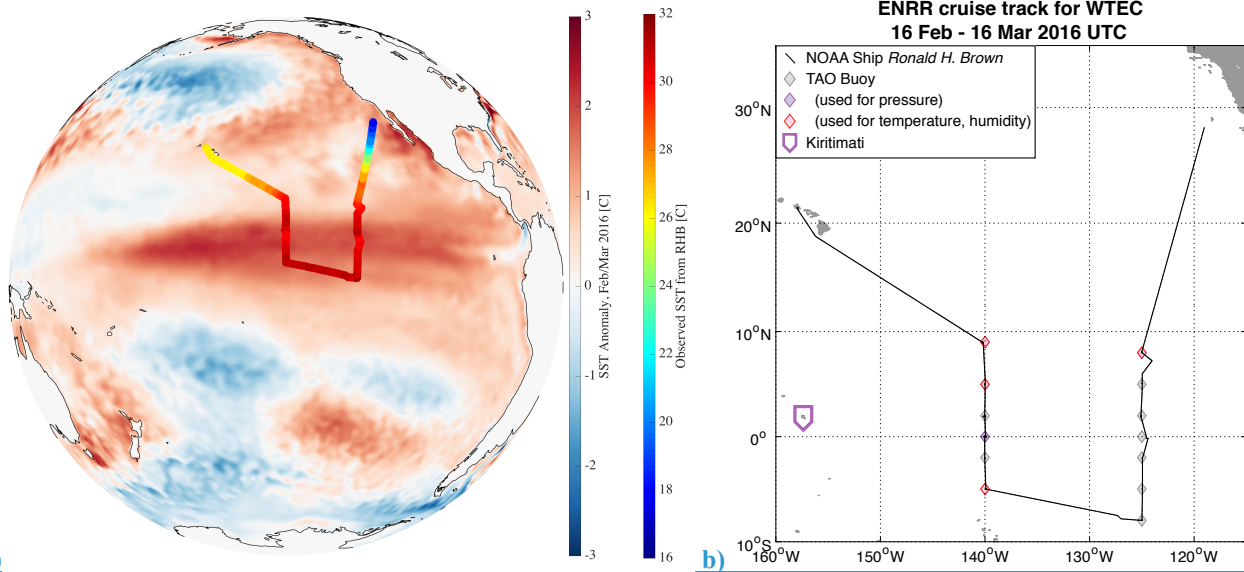 3
2
1
0
-1
-2
-3
SST Anomaly, Feb/Mar 2016 [C]
32
30
28
26
24
22
20
18
16
Observed SST from RHB [C]
ENRR cruise track for WTEC
16 Feb - 16 Mar 2016 UTC
NOAA Ship Ronald H. Brown
TAO Buoy
(used for pressure)
(used for temperature, humidity)
Kiritimati
30°N
20°N
10°N
0°
10°S
160°W 150°W 140°W 130°W 120°W
b)